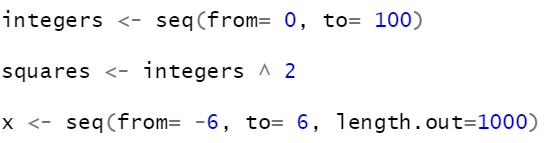 integers <- seq(from= 0, to= 100)
squares <- integers ^ 2
x <- seq(from= -6, to= 6, length.out=1000)